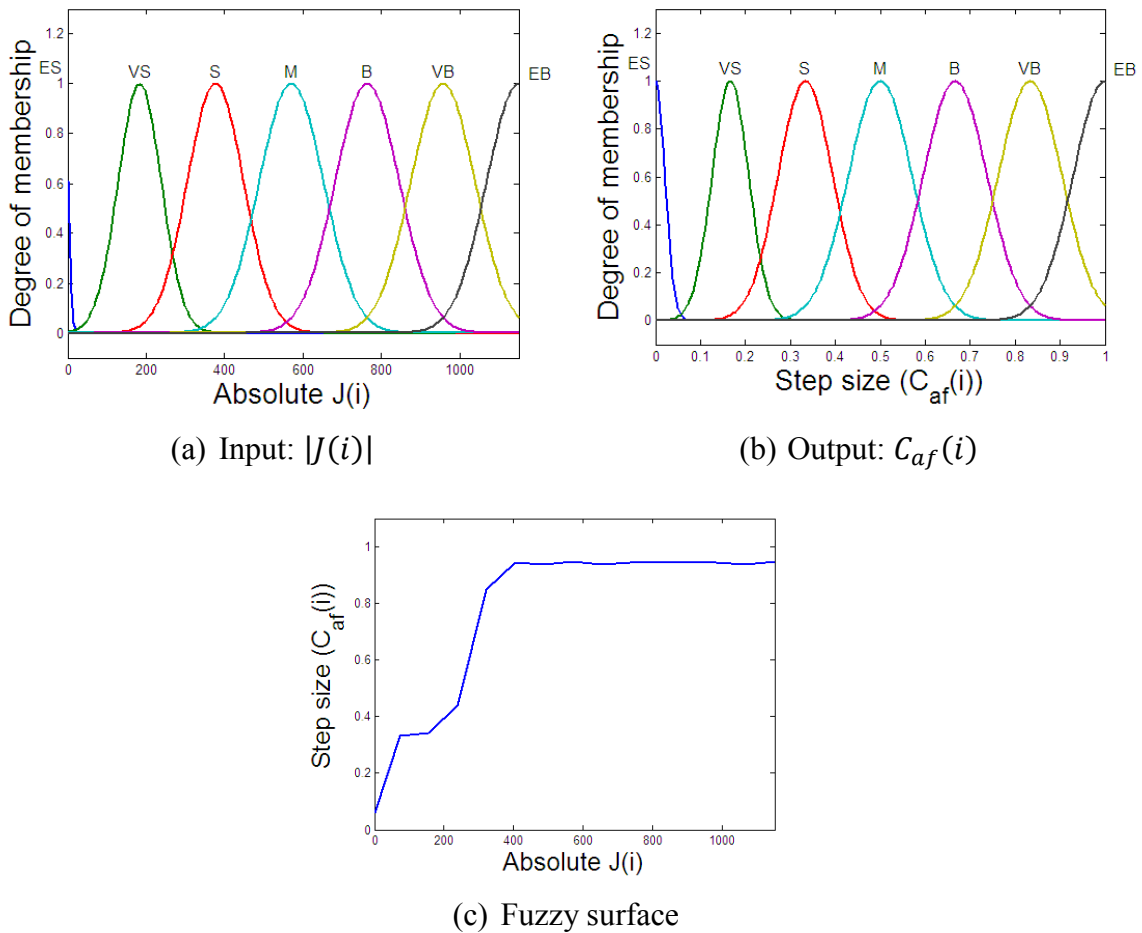 Degree of membership
1.2
1
0.8
0.6
0.4
0.2
0
ES VS S M B VB EB
0 200 400 600 800 1000
Absolute J(i)
(a) Input: |J(i)|
Degree of membership
1.2
1
0.8
0.6
0.4
0.2
0
ES VS S M B VB EB
0 0.1 0.2 0.3 0.4 0.5 0.6 0.7 0.8 0.9 1
Step size (C_af(i))
(b) Output: C_af(i)
Step size (C_af(i))
1
0.8
0.6
0.4
0.2
0
0 200 400 600 800 1000
Absolute J(i)
(c) Fuzzy surface